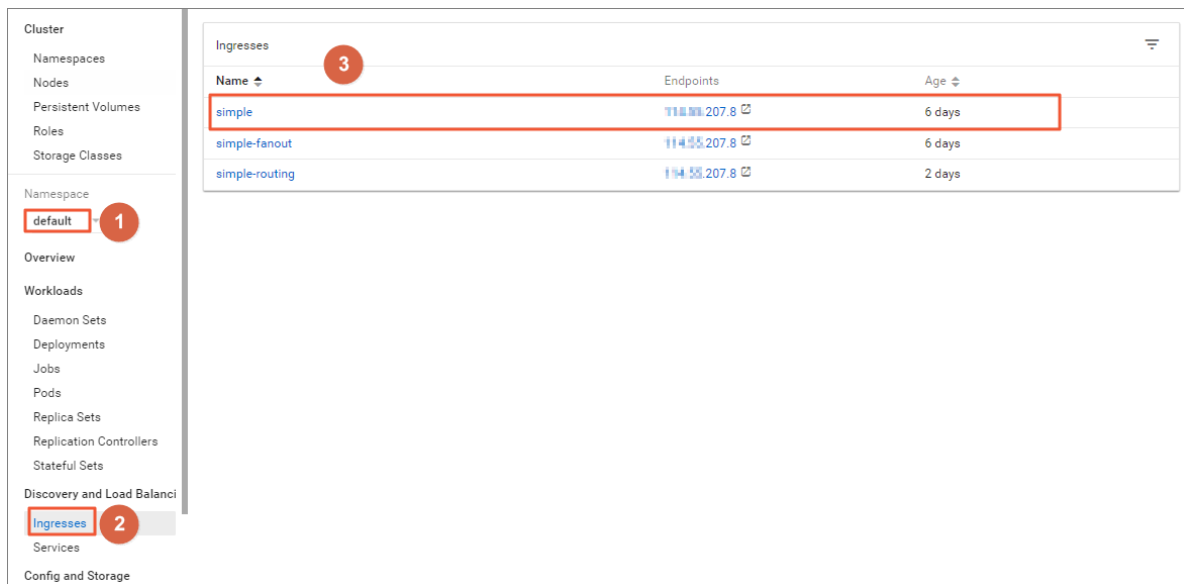 Cluster
Namespaces
Nodes
Persistent Volumes
Roles
Storage Classes
Namespace
default 1
Overview
Workloads
Daemon Sets
Deployments
Jobs
Pods
Replica Sets
Replication Controllers
Stateful Sets
Discovery and Load Balanci
Ingresses 2
Services
Config and Storage
Ingresses
3
Name Endpoints Age
simple .207.8 6 days
simple-fanout .207.8 6 days
simple-routing .207.8 2 days